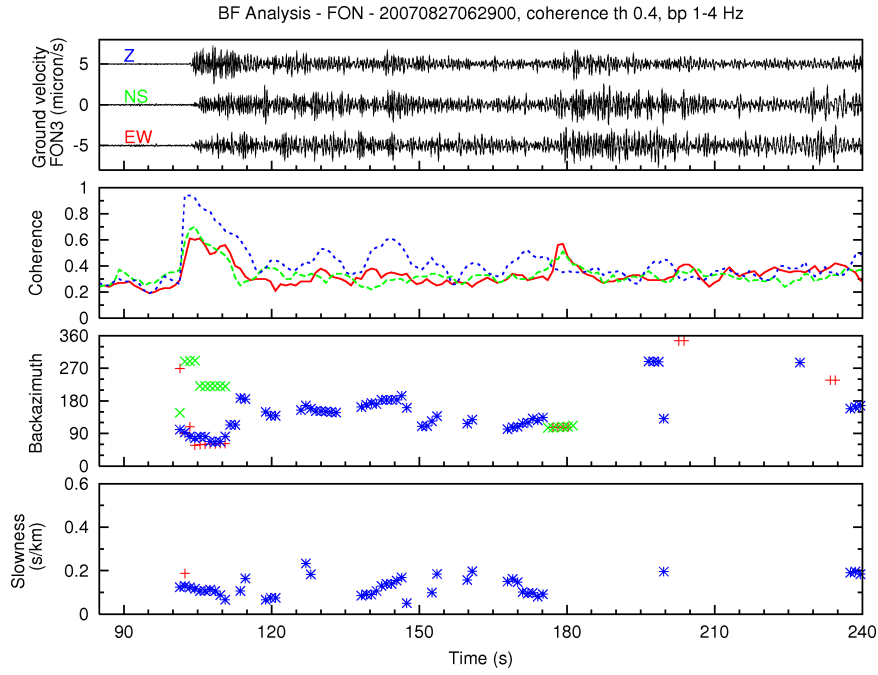 BF Analysis - FON - 20070827062900, coherence th 0.4, bp 1-4 Hz
Ground velocity
FON3 (micron/s)
5
0
-5
Z
NS
EW
Coherence
1
0.8
0.6
0.4
0.2
0
Backazimuth
360
270
180
90
0
Slowness
(s/km)
0.6
0.4
0.2
0
90 120 150 180 210 240
Time (s)